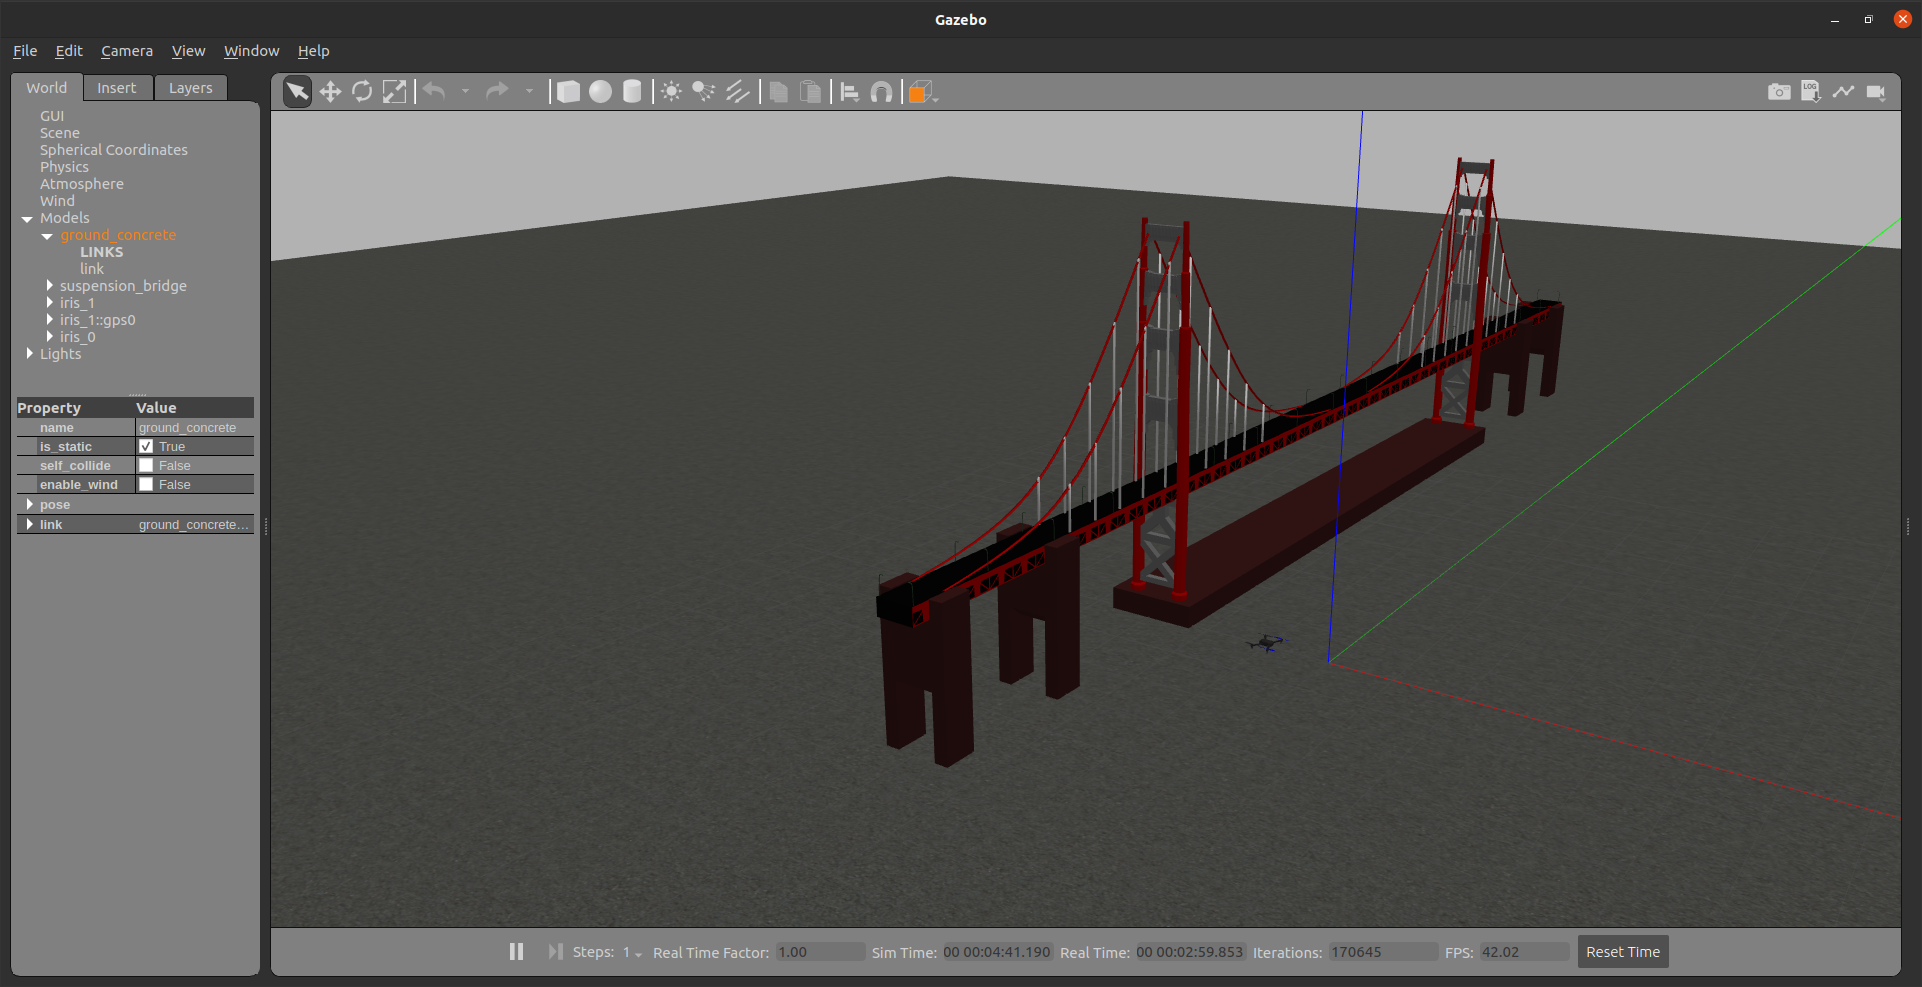 Gazebo
File Edit Camera View Window Help
World Insert Layers
LOG
GUI
Scene
Spherical Coordinates
Physics
Atmosphere
Wind
Models
ground_concrete
LINKS
link
suspension_bridge
iris_1
iris_1::gps0
iris_0
Lights
Property Value
name ground_concrete
is_static True
self_collide False
enable_wind False
pose
link ground_concrete...
Steps: 1 Real Time Factor: 1.00 Sim Time: 00 00:04:41.190 Real Time: 00 00:02:59.853 Iterations: 170645 FPS: 42.02 Reset Time